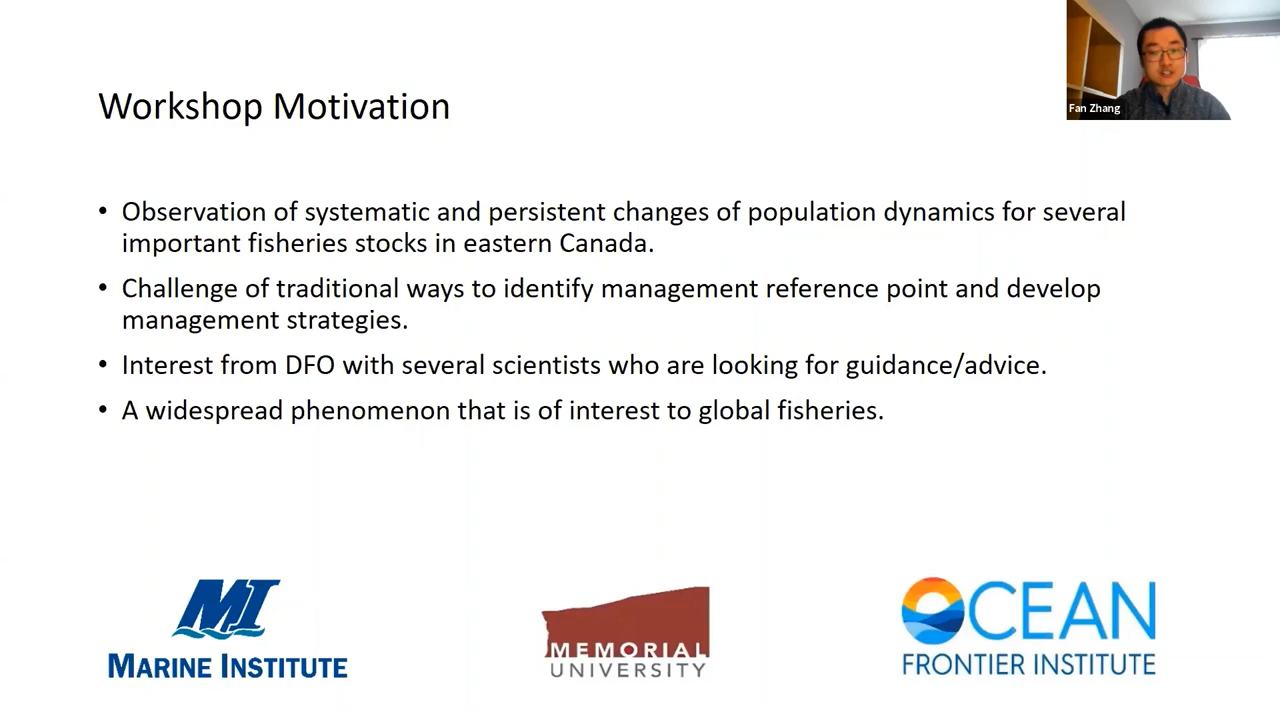 Fan Zhang
Workshop Motivation
• Observation of systematic and persistent changes of population dynamics for several
important fisheries stocks in eastern Canada.
• Challenge of traditional ways to identify management reference point and develop
management strategies.
• Interest from DFO with several scientists who are looking for guidance/advice.
• A widespread phenomenon that is of interest to global fisheries.
MI
MARINE INSTITUTE
MEMORIAL
UNIVERSITY
OCEAN
FRONTIER INSTITUTE